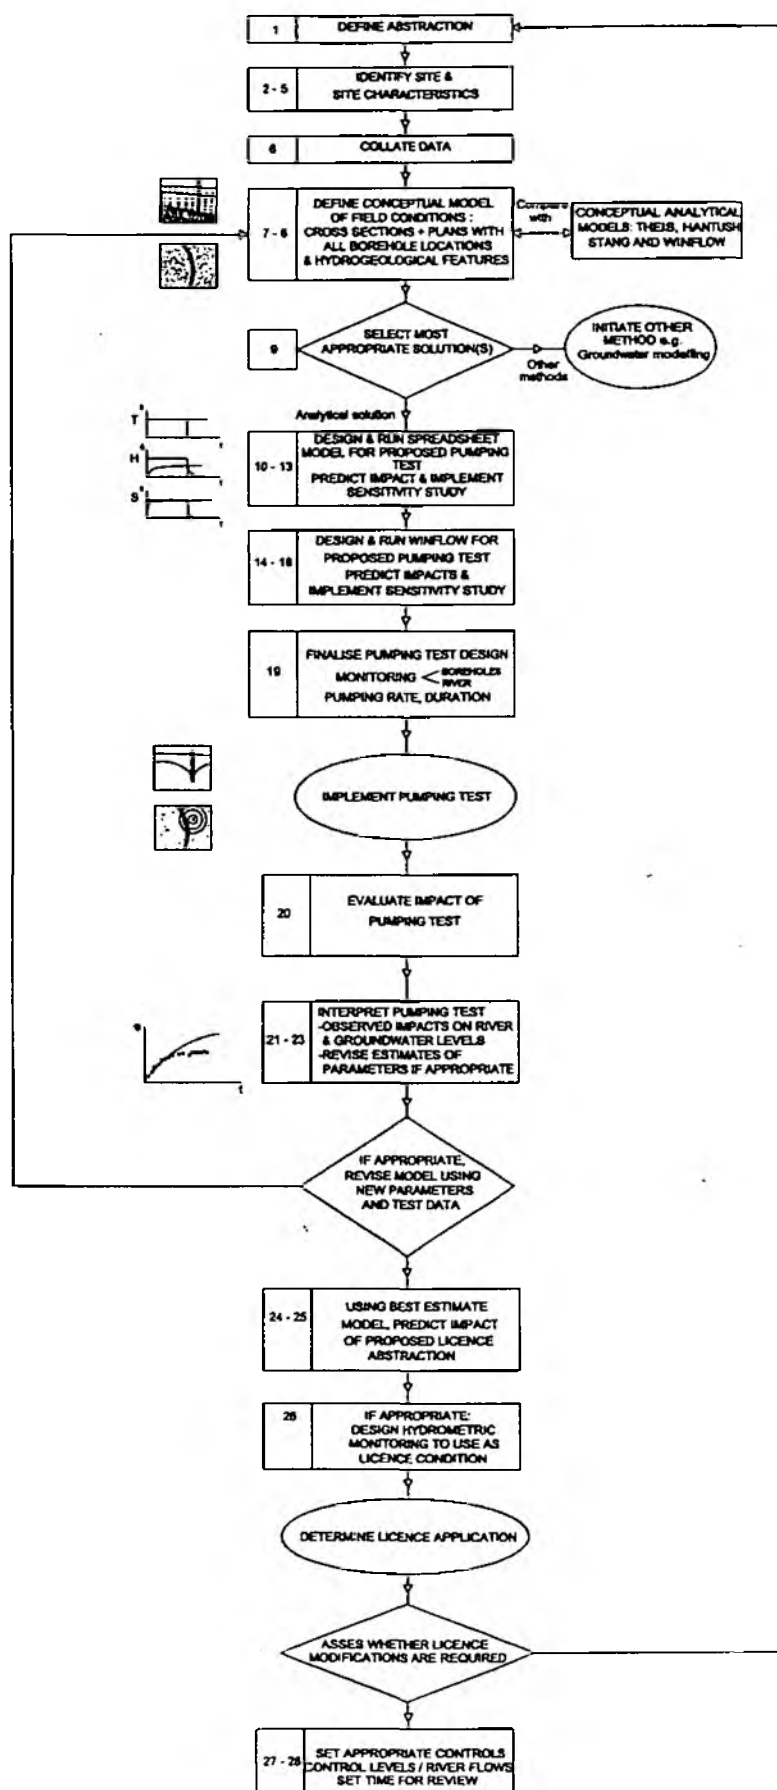 1
DEFINE ABSTRACTION
2 - 5
IDENTIFY SITE &
SITE CHARACTERISTICS
6
COLLATE DATA
7 - 8
DEFINE CONCEPTUAL MODEL
OF FIELD CONDITIONS :
CROSS SECTIONS + PLANS WITH
ALL BOREHOLE LOCATIONS
& HYDROGEOLOGICAL FEATURES
Compare
with
CONCEPTUAL ANALYTICAL
MODELS: THEIS, HANTUSH
STANG AND WINFLOW
9
SELECT MOST
APPROPRIATE SOLUTION(S)
Other
methods
INITIATE OTHER
METHOD e.g.
Groundwater modelling
Analytical solution
T
H
S
10 - 13
DESIGN & RUN SPREADSHEET
MODEL FOR PROPOSED PUMPING
TEST
PREDICT IMPACT & IMPLEMENT
SENSITIVITY STUDY
14 - 18
DESIGN & RUN WINFLOW FOR
PROPOSED PUMPING TEST
PREDICT IMPACTS &
IMPLEMENT SENSITIVITY STUDY
19
FINALISE PUMPING TEST DESIGN
MONITORING < BOREHOLES
RIVER
PUMPING RATE, DURATION
IMPLEMENT PUMPING TEST
20
EVALUATE IMPACT OF
PUMPING TEST
21 - 23
INTERPRET PUMPING TEST
-OBSERVED IMPACTS ON RIVER
& GROUNDWATER LEVELS
-REVISE ESTIMATES OF
PARAMETERS IF APPROPRIATE
s
t
IF APPROPRIATE,
REVISE MODEL USING
NEW PARAMETERS
AND TEST DATA
24 - 25
USING BEST ESTIMATE
MODEL, PREDICT IMPACT
OF PROPOSED LICENCE
ABSTRACTION
26
IF APPROPRIATE:
DESIGN HYDROMETRIC
MONITORING TO USE AS
LICENCE CONDITION
DETERMINE LICENCE APPLICATION
ASSES WHETHER LICENCE
MODIFICATIONS ARE REQUIRED
27 - 28
SET APPROPRIATE CONTROLS
CONTROL LEVELS / RIVER FLOWS
SET TIME FOR REVIEW